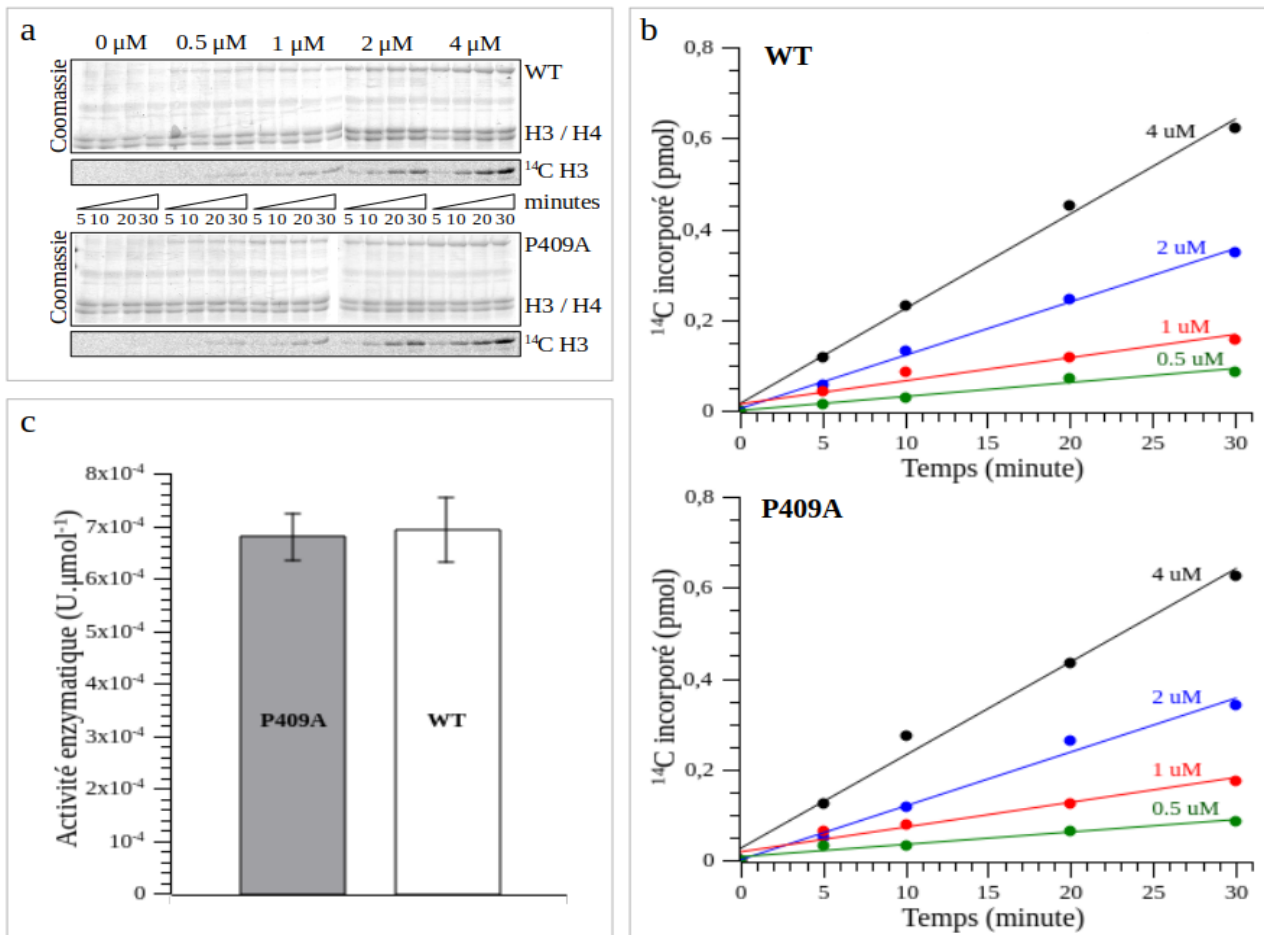 a
0 μM 0.5 μM 1 μM 2 μM 4 μM
Coomassie
WT
H3 / H4
¹⁴C H3
minutes
5 10 20 30 5 10 20 30 5 10 20 30 5 10 20 30 5 10 20 30
Coomassie
P409A
H3 / H4
¹⁴C H3
b
WT
¹⁴C incorporé (pmol)
0,8
0,6
0,4
0,2
0
4 uM
2 uM
1 uM
0.5 uM
0 5 10 15 20 25 30
Temps (minute)
P409A
¹⁴C incorporé (pmol)
0,8
0,6
0,4
0,2
0
4 uM
2 uM
1 uM
0.5 uM
0 5 10 15 20 25 30
Temps (minute)
c
Activité enzymatique (U.μmol⁻¹)
8x10⁻⁴
7x10⁻⁴
6x10⁻⁴
5x10⁻⁴
4x10⁻⁴
3x10⁻⁴
2x10⁻⁴
10⁻⁴
0
P409A
WT